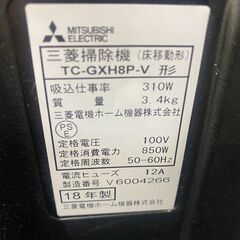 MITSUBISHI
ELECTRIC
三菱掃除機(床移動形)
TC-GXH8P-V 形
吸込仕事率 310W
質量 3.4kg
三菱電機ホーム機器株式会社
PSE
定格電圧 100V
定格消費電力 850W
定格周波数 50-60Hz
電流ヒューズ 12A
製造番号 V6004266
18年製
三菱電機ホーム機器株式会社